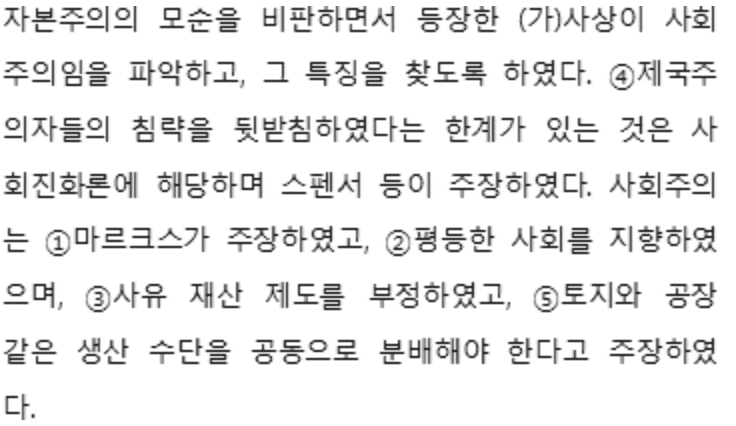 자본주의의 모순을 비판하면서 등장한 (가)사상이 사회
주의임을 파악하고, 그 특징을 찾도록 하였다. ④제국주
의자들의 침략을 뒷받침하였다는 한계가 있는 것은 사
회진화론에 해당하며 스펜서 등이 주장하였다. 사회주의
는 ①마르크스가 주장하였고, ②평등한 사회를 지향하였
으며, ③사유 재산 제도를 부정하였고, ⑤토지와 공장
같은 생산 수단을 공동으로 분배해야 한다고 주장하였
다.